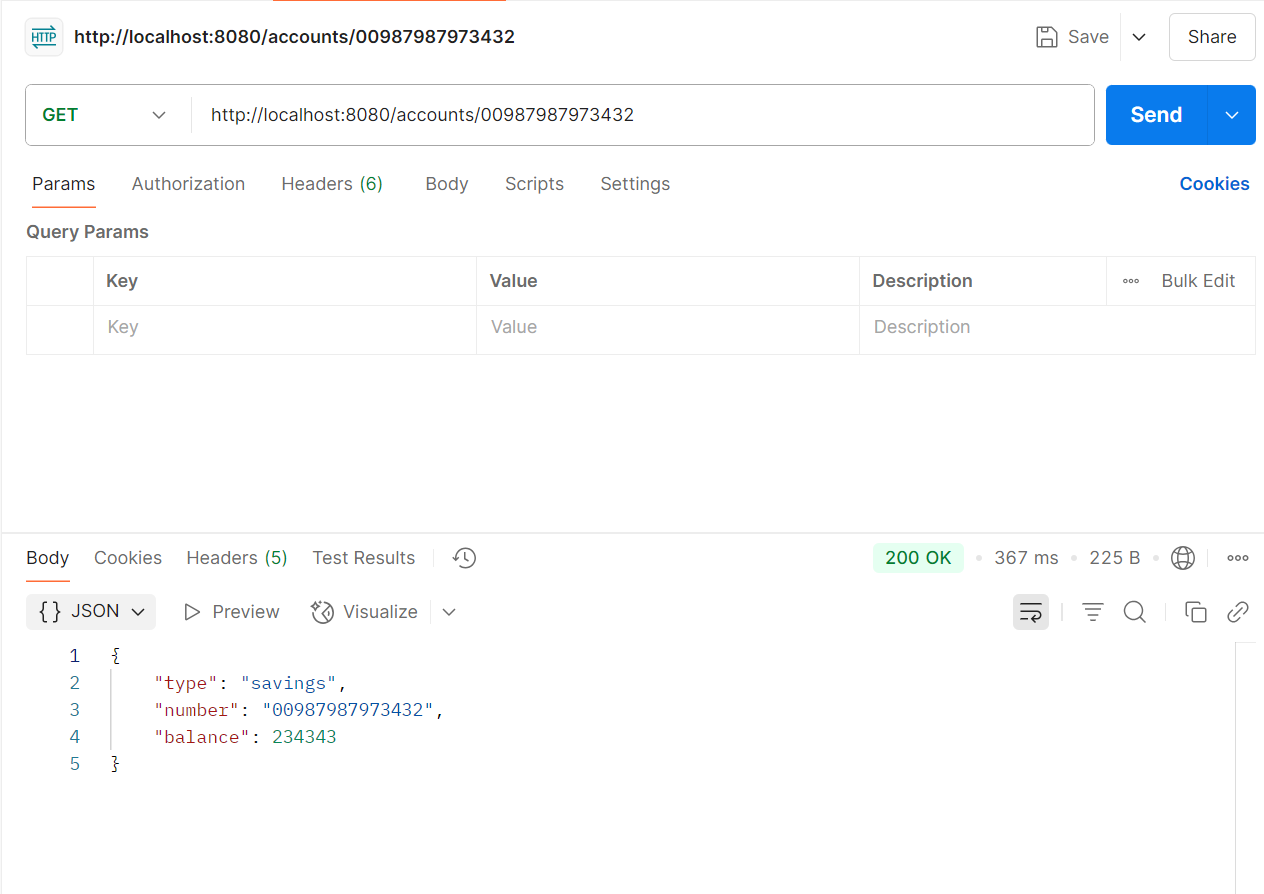 HTTP http://localhost:8080/accounts/00987987973432 Save Share
GET http://localhost:8080/accounts/00987987973432 Send
Params Authorization Headers (6) Body Scripts Settings Cookies
Query Params
Key Value Description Bulk Edit
Key Value Description
Body Cookies Headers (5) Test Results 200 OK 367 ms 225 B
{} JSON Preview Visualize
1 {
2 "type": "savings",
3 "number": "00987987973432",
4 "balance": 234343
5 }